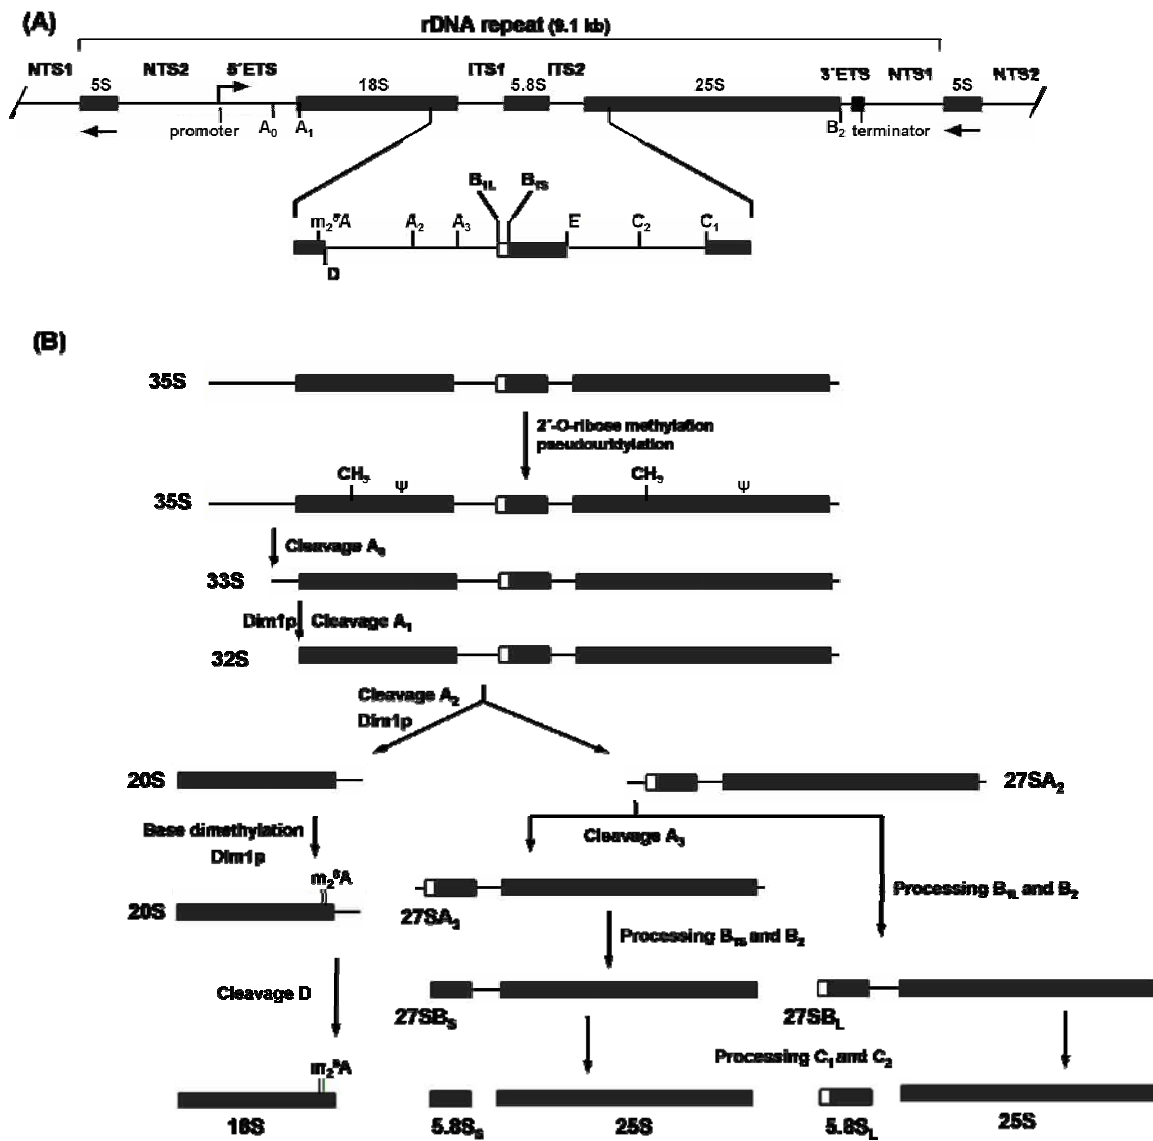 (A)
rDNA repeat (9.1 kb)
NTS1 5S NTS2 5´ETS 18S ITS1 5.8S ITS2 25S 3´ETS NTS1 5S NTS2
promoter A0 A1 B2 terminator
B1L B1S
m2⁶A A2 A3 E C2 C1
D
(B)
35S
2´-O-ribose methylation
pseudouridylation
CH3 Ψ CH3 Ψ
35S
Cleavage A0
33S
Dim1p Cleavage A1
32S
Cleavage A2
Dim1p
20S 27SA2
Base dimethylation
Dim1p
Cleavage A3
m2⁶A
20S
27SA3
Processing B1L and B2
Processing B1S and B2
Cleavage D
27SBS 27SBL
Processing C1 and C2
m2⁶A
18S 5.8SS 25S 5.8SL 25S